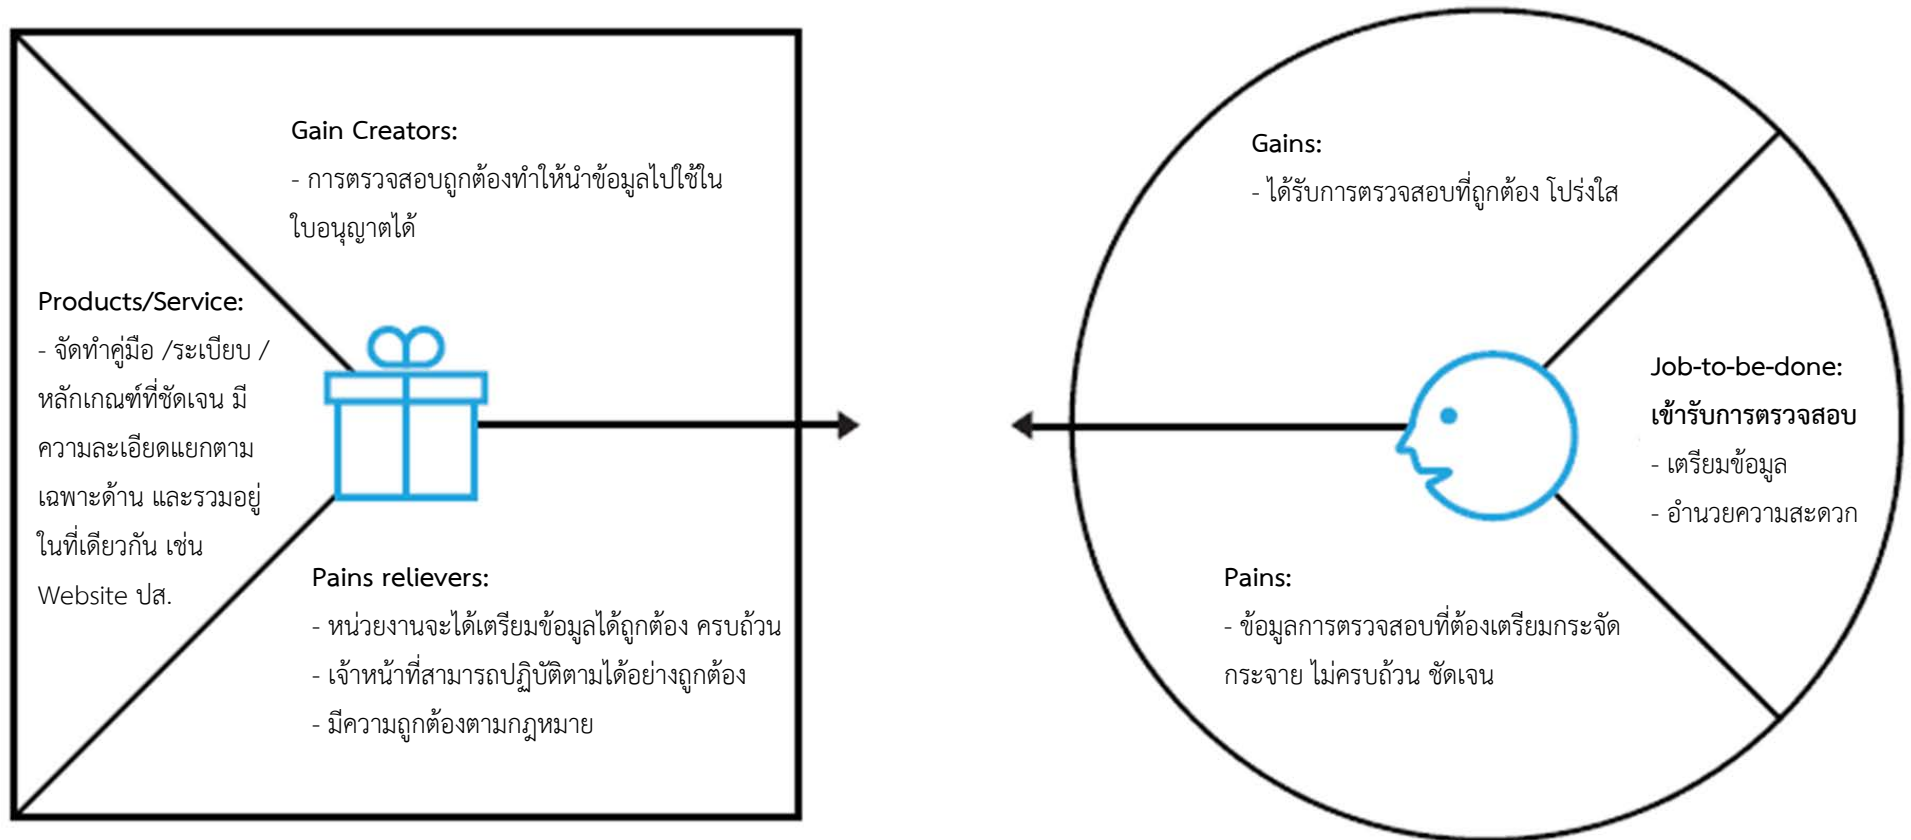 Gain Creators:
- การตรวจสอบถูกต้องทำให้นำข้อมูลไปใช้ใน
ใบอนุญาตได้
Products/Service:
- จัดทำคู่มือ /ระเบียบ /
หลักเกณฑ์ที่ชัดเจน มี
ความละเอียดแยกตาม
เฉพาะด้าน และรวมอยู่
ในที่เดียวกัน เช่น
Website ปส.
Pains relievers:
- หน่วยงานจะได้เตรียมข้อมูลได้ถูกต้อง ครบถ้วน
- เจ้าหน้าที่สามารถปฏิบัติตามได้อย่างถูกต้อง
- มีความถูกต้องตามกฎหมาย
Gains:
- ได้รับการตรวจสอบที่ถูกต้อง โปร่งใส
Job-to-be-done:
เข้ารับการตรวจสอบ
- เตรียมข้อมูล
- อำนวยความสะดวก
Pains:
- ข้อมูลการตรวจสอบที่ต้องเตรียมกระจัด
กระจาย ไม่ครบถ้วน ชัดเจน